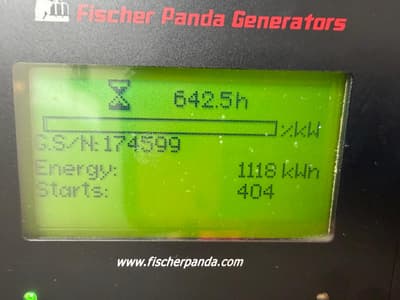 Fischer Panda Generators
642.5h
%kW
G.S/N:174599
Energy: 1118 kWh
Starts: 404
www.fischerpanda.com